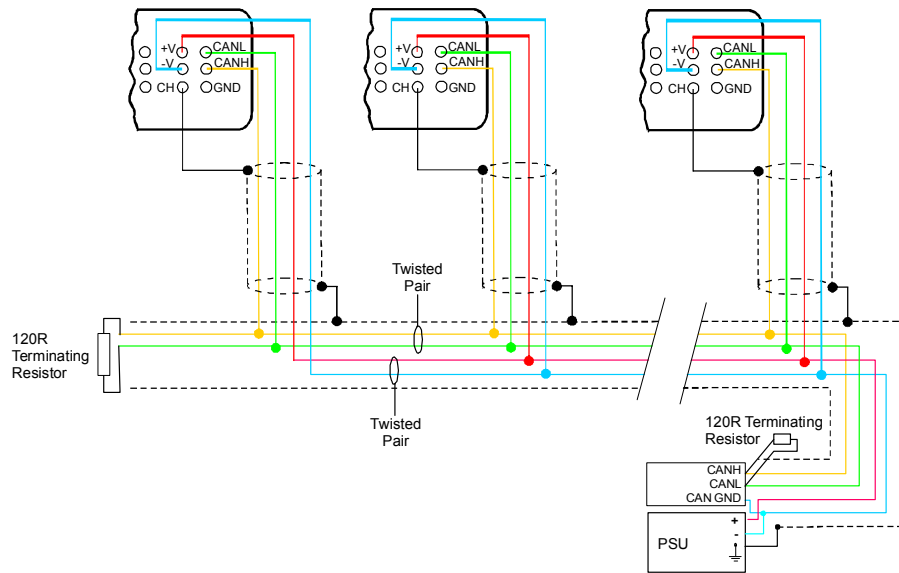 +V CANL
-V CANH
CH GND
+V CANL
-V CANH
CH GND
+V CANL
-V CANH
CH GND
Twisted
Pair
120R
Terminating
Resistor
Twisted
Pair
120R Terminating
Resistor
CANH
CANL
CAN GND
PSU
+
-